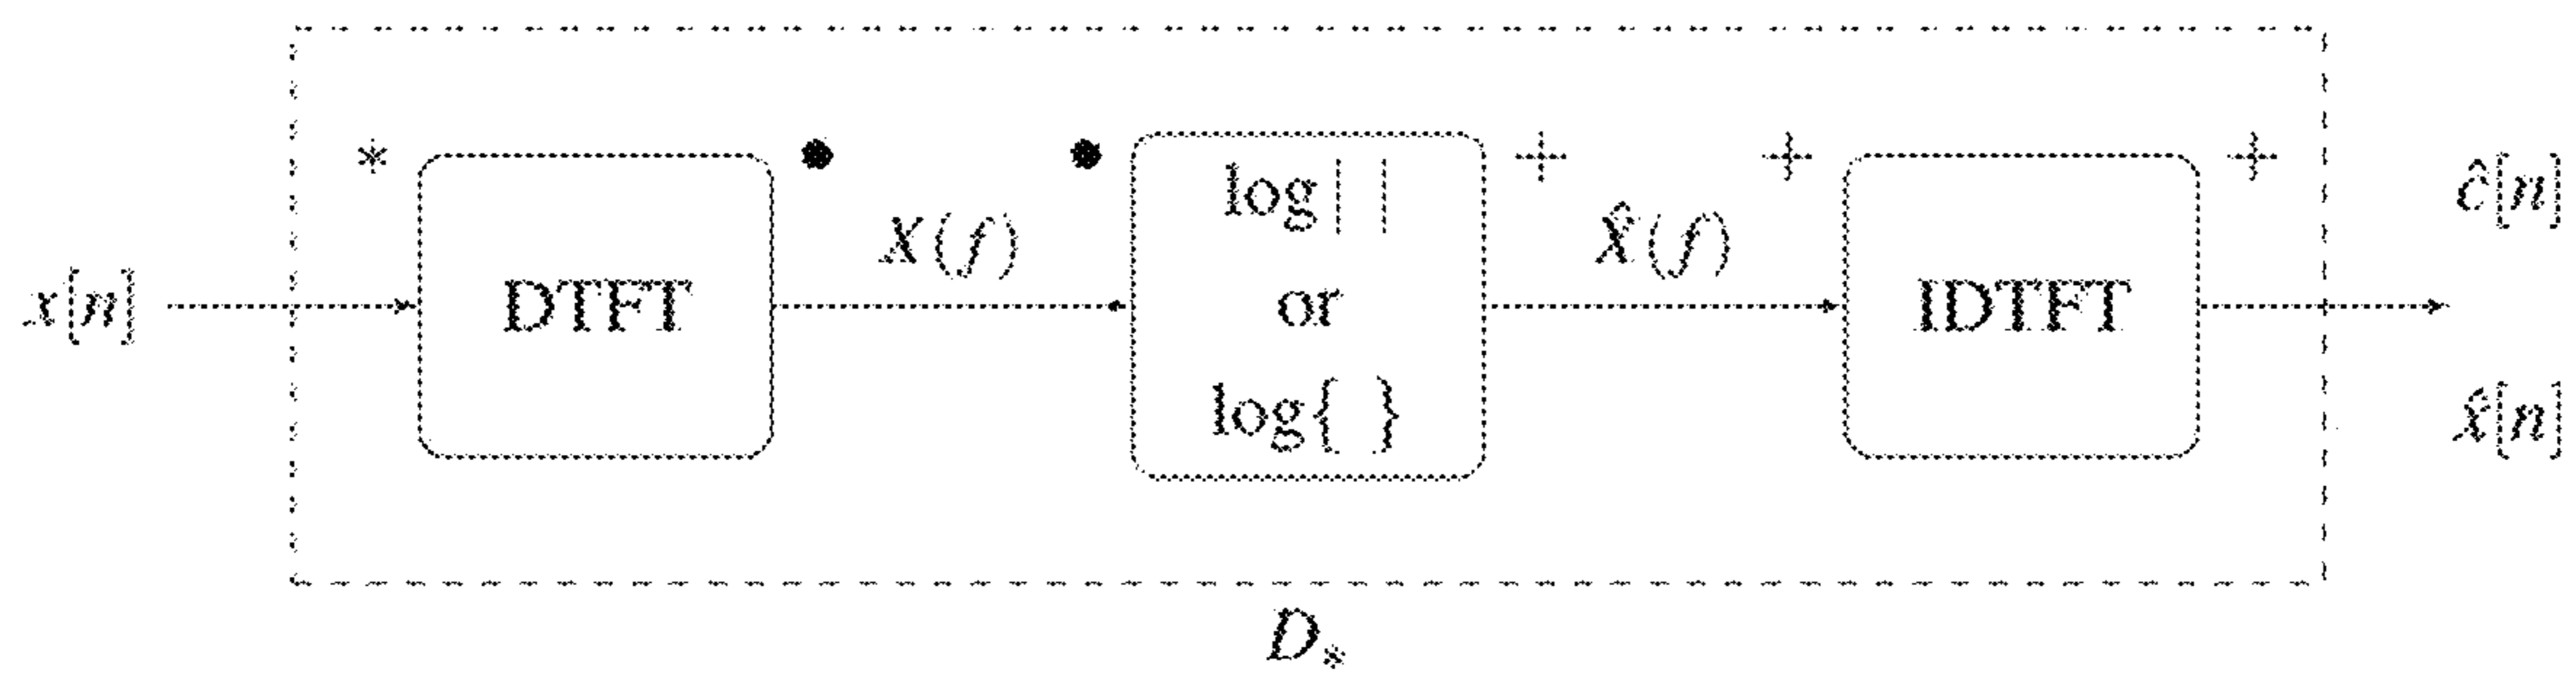 * • • + + +
log| |
ĉ[n]
X(f)
X̂(f)
x[n]
DTFT
or
IDTFT
log{ }
x̂[n]
D*